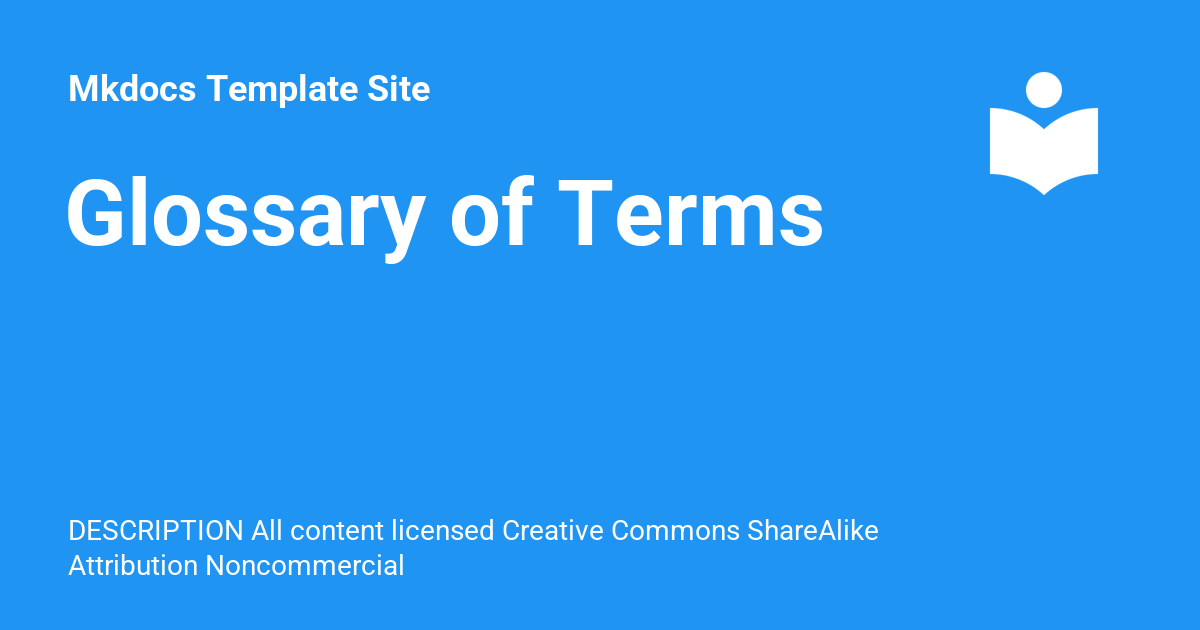 Mkdocs Template Site
Glossary of Terms
DESCRIPTION All content licensed Creative Commons ShareAlike
Attribution Noncommercial